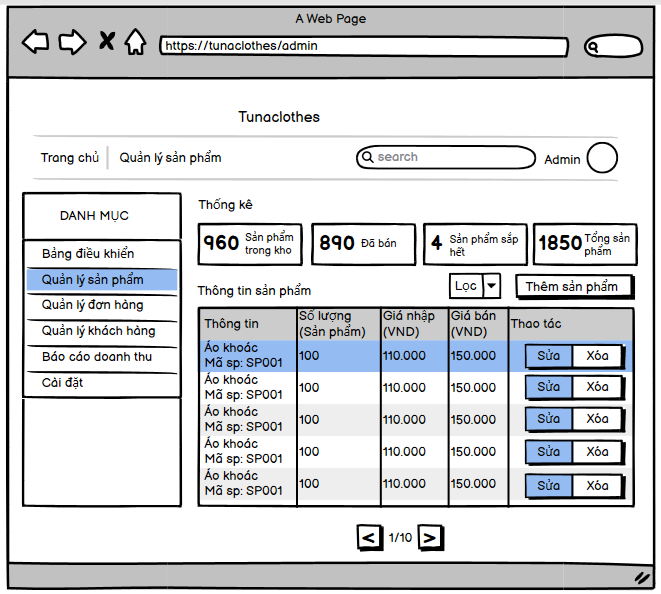 A Web Page
https://tunaclothes/admin
Tunaclothes
Trang chủ
Quản lý sản phẩm
search
Admin
DANH MỤC
Bảng điều khiển
Quản lý sản phẩm
Quản lý đơn hàng
Quản lý khách hàng
Báo cáo doanh thu
Cài đặt
Thống kê
960 Sản phẩm
trong kho
890 Đã bán
4 Sản phẩm sắp
hết
1850 Tổng sản
phẩm
Thông tin sản phẩm
Lọc
Thêm sản phẩm
Thông tin
Số lượng
(Sản phẩm)
Giá nhập
(VND)
Giá bán
(VND)
Thao tác
Áo khoác
Mã sp: SP001
100
110.000
150.000
Sửa
Xóa
Áo khoác
Mã sp: SP001
100
110.000
150.000
Sửa
Xóa
Áo khoác
Mã sp: SP001
100
110.000
150.000
Sửa
Xóa
Áo khoác
Mã sp: SP001
100
110.000
150.000
Sửa
Xóa
Áo khoác
Mã sp: SP001
100
110.000
150.000
Sửa
Xóa
< 1/10 >